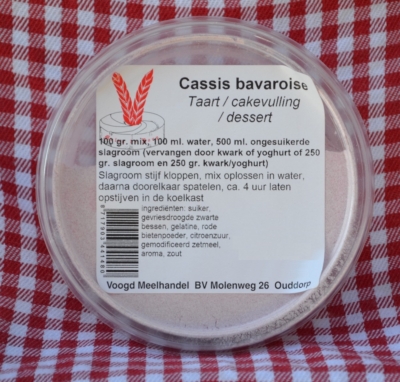 Cassis bavaroise
Taart / cakevulling
/ dessert
100 gr. mix, 100 ml. water, 500 ml. ongesuikerde
slagroom (vervangen door kwark of yoghurt of 250
gr. slagroom en 250 gr. kwark/yoghurt)
Slagroom stijf kloppen, mix oplossen in water,
daarna doorelkaar spatelen, ca. 4 uur laten
opstijven in de koelkast
ingrediënten: suiker,
gevriesdroogde zwarte
bessen, gelatine, rode
bietenpoeder, citroenzuur,
gemodificeerd zetmeel,
aroma, zout
Voogd Meelhandel BV Molenweg 26 Ouddorp